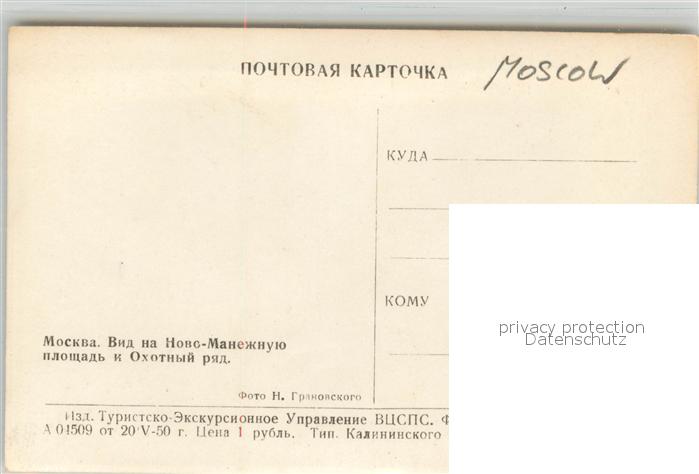 ПОЧТОВАЯ КАРТОЧКА
MOSCOW
КУДА
КОМУ
privacy protection
Datenschutz
Москва. Вид на Ново-Манежную
площадь и Охотный ряд.
Фото Н. Грановского
Изд. Туристско-Экскурсионное Управление ВЦСПС. Ф
А 04509 от 20/V-50 г. Цена 1 рубль. Тип. Калининского